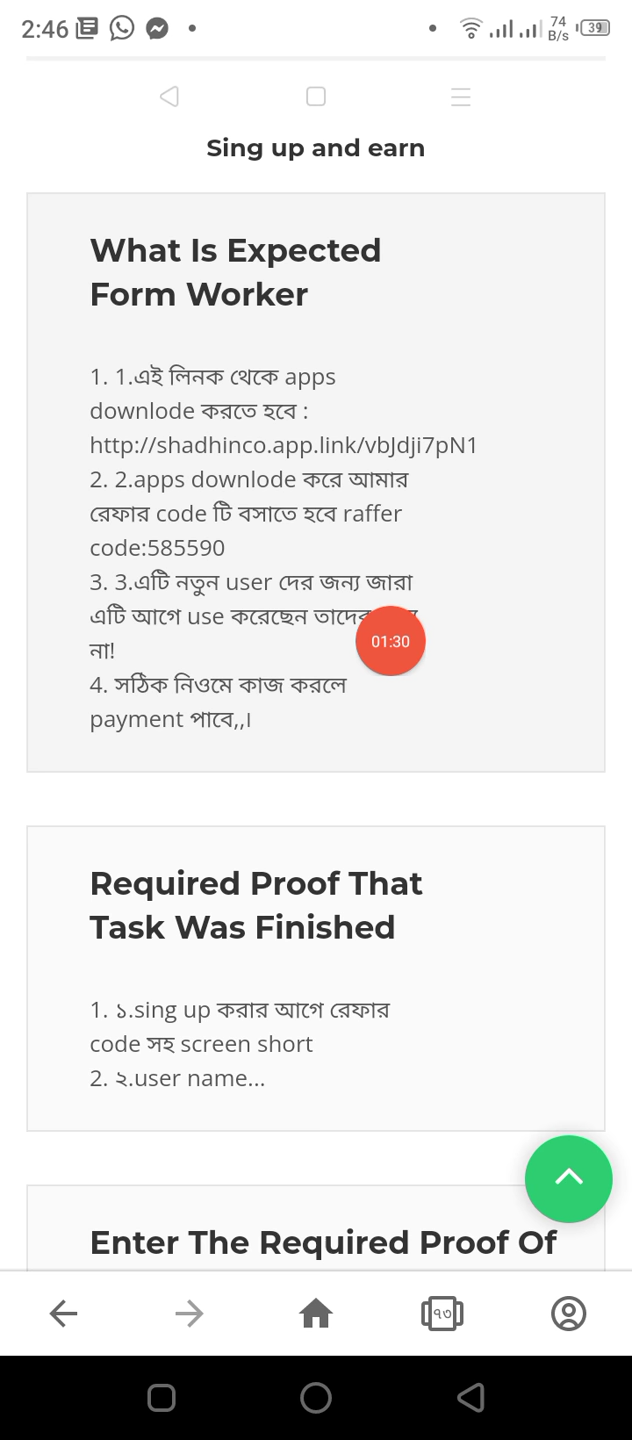 2:46
74
B/s
39
Sing up and earn
What Is Expected
Form Worker
1. 1.এই লিনক থেকে apps
downlode করতে হবে :
http://shadhinco.app.link/vbJdji7pN1
2. 2.apps downlode করে আমার
রেফার code টি বসাতে হবে raffer
code:585590
3. 3.এটি নতুন user দের জন্য জারা
এটি আগে use করেছেন তাদের
না!
01:30
4. সঠিক নিওমে কাজ করলে
payment পাবে,,।
Required Proof That
Task Was Finished
1. ১.sing up করার আগে রেফার
code সহ screen short
2. ২.user name...
Enter The Required Proof Of
৭৩